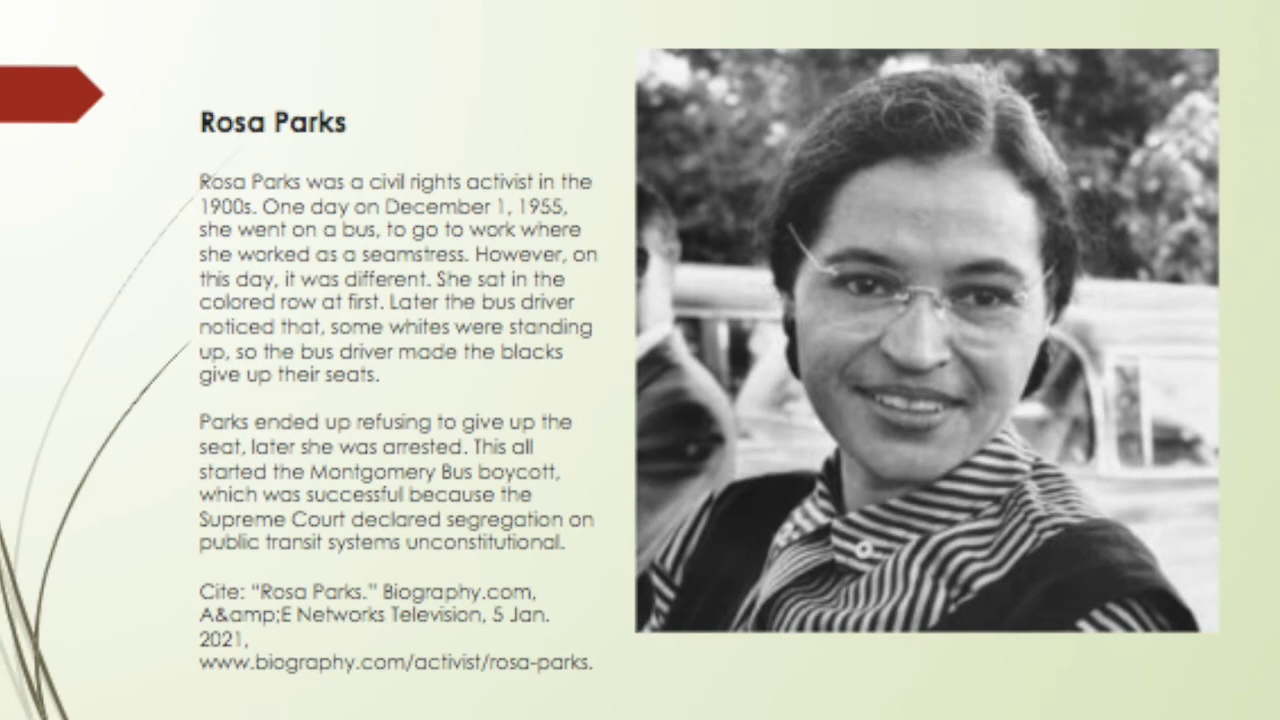 Rosa Parks
Rosa Parks was a civil rights activist in the
1900s. One day on December 1, 1955,
she went on a bus, to go to work where
she worked as a seamstress. However, on
this day, it was different. She sat in the
colored row at first. Later the bus driver
noticed that, some whites were standing
up, so the bus driver made the blacks
give up their seats.
Parks ended up refusing to give up the
seat, later she was arrested. This all
started the Montgomery Bus boycott,
which was successful because the
Supreme Court declared segregation on
public transit systems unconstitutional.
Cite: “Rosa Parks.” Biography.com,
A&amp;E Networks Television, 5 Jan.
2021,
www.biography.com/activist/rosa-parks.